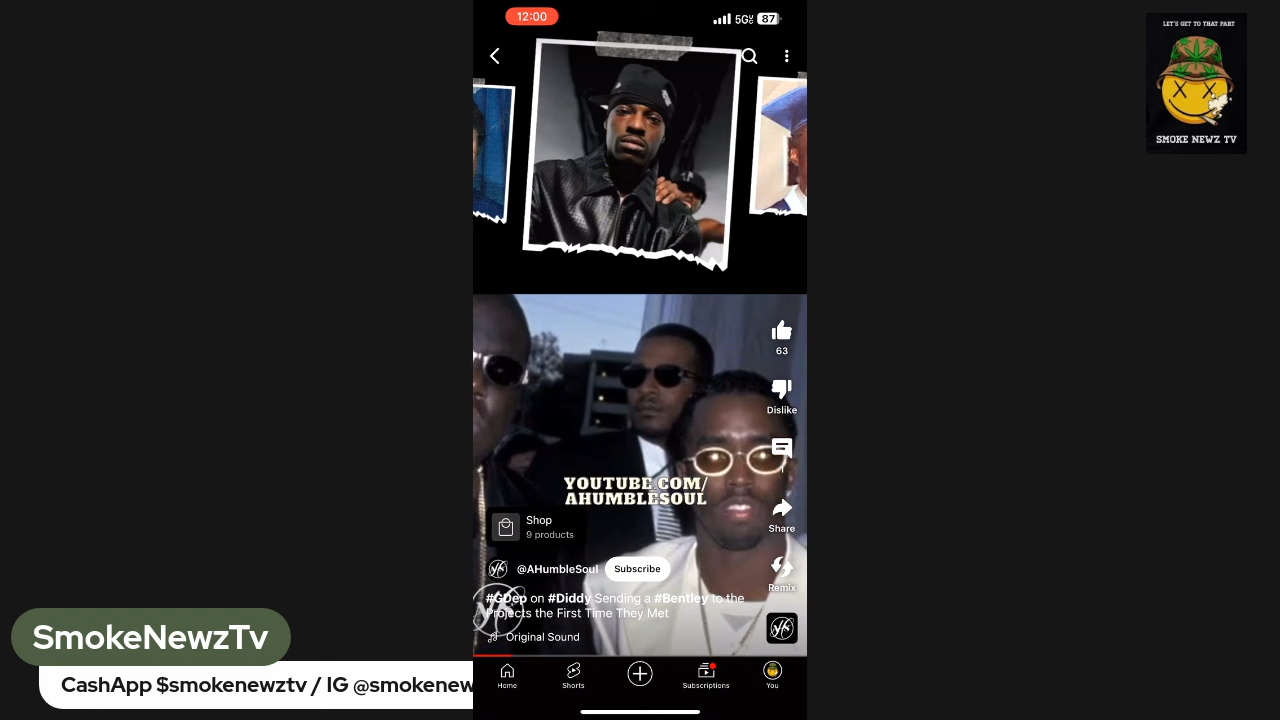 12:00
5G
87
LET'S GET TO THAT PART
SMOKE NEWZ TV
63
Dislike
YOUTUBE.COM/
AHUMBLESOUL
Shop
9 products
Share
@AHumbleSoul
Subscribe
Remix
#GDep on #Diddy Sending a #Bentley to the
Projects the First Time They Met
Original Sound
SmokeNewzTv
CashApp $smokenewztv / IG @smokenew
Home
Shorts
Subscriptions
You